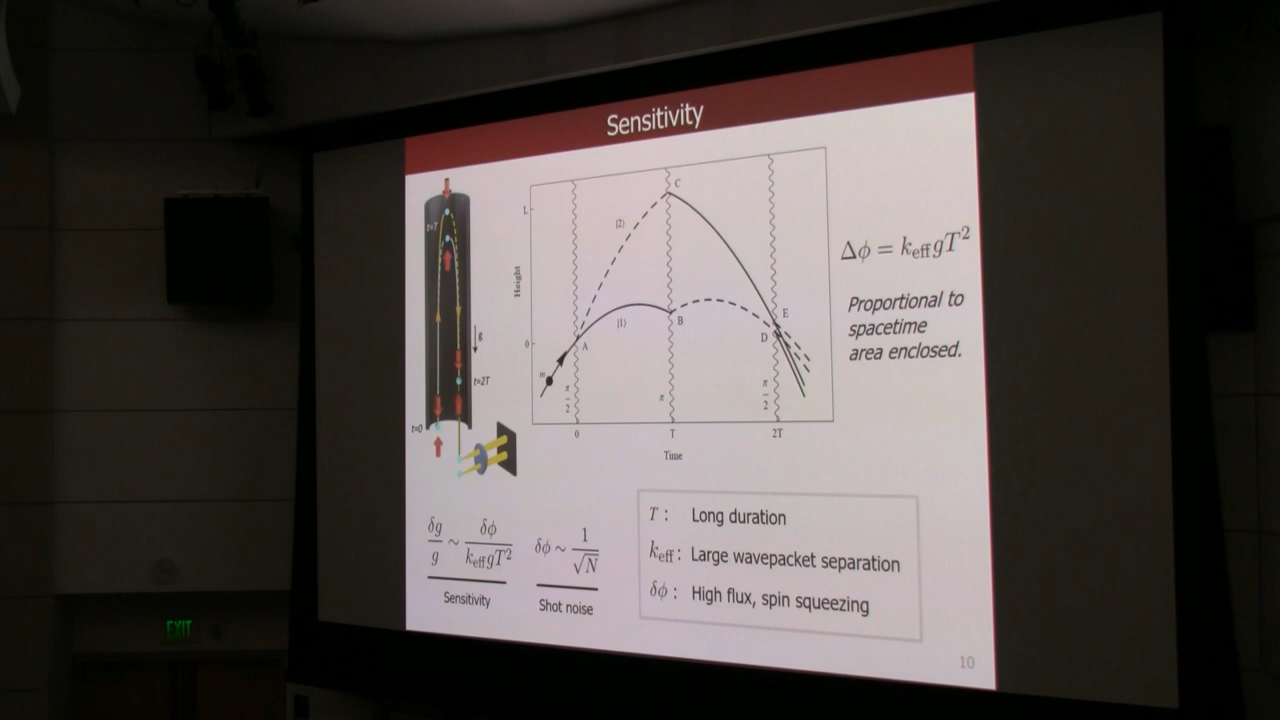 Sensitivity
t=T
g
t=2T
t=0
L
0
Height
|2⟩
|1⟩
A
B
C
D
E
m
π/2
π
π/2
0
T
2T
Time
Δϕ = k_eff gT²
Proportional to
spacetime
area enclosed.
δg/g ~ δϕ/(k_eff gT²)
Sensitivity
δϕ ~ 1/√N
Shot noise
T : Long duration
k_eff : Large wavepacket separation
δϕ : High flux, spin squeezing
10
EXIT